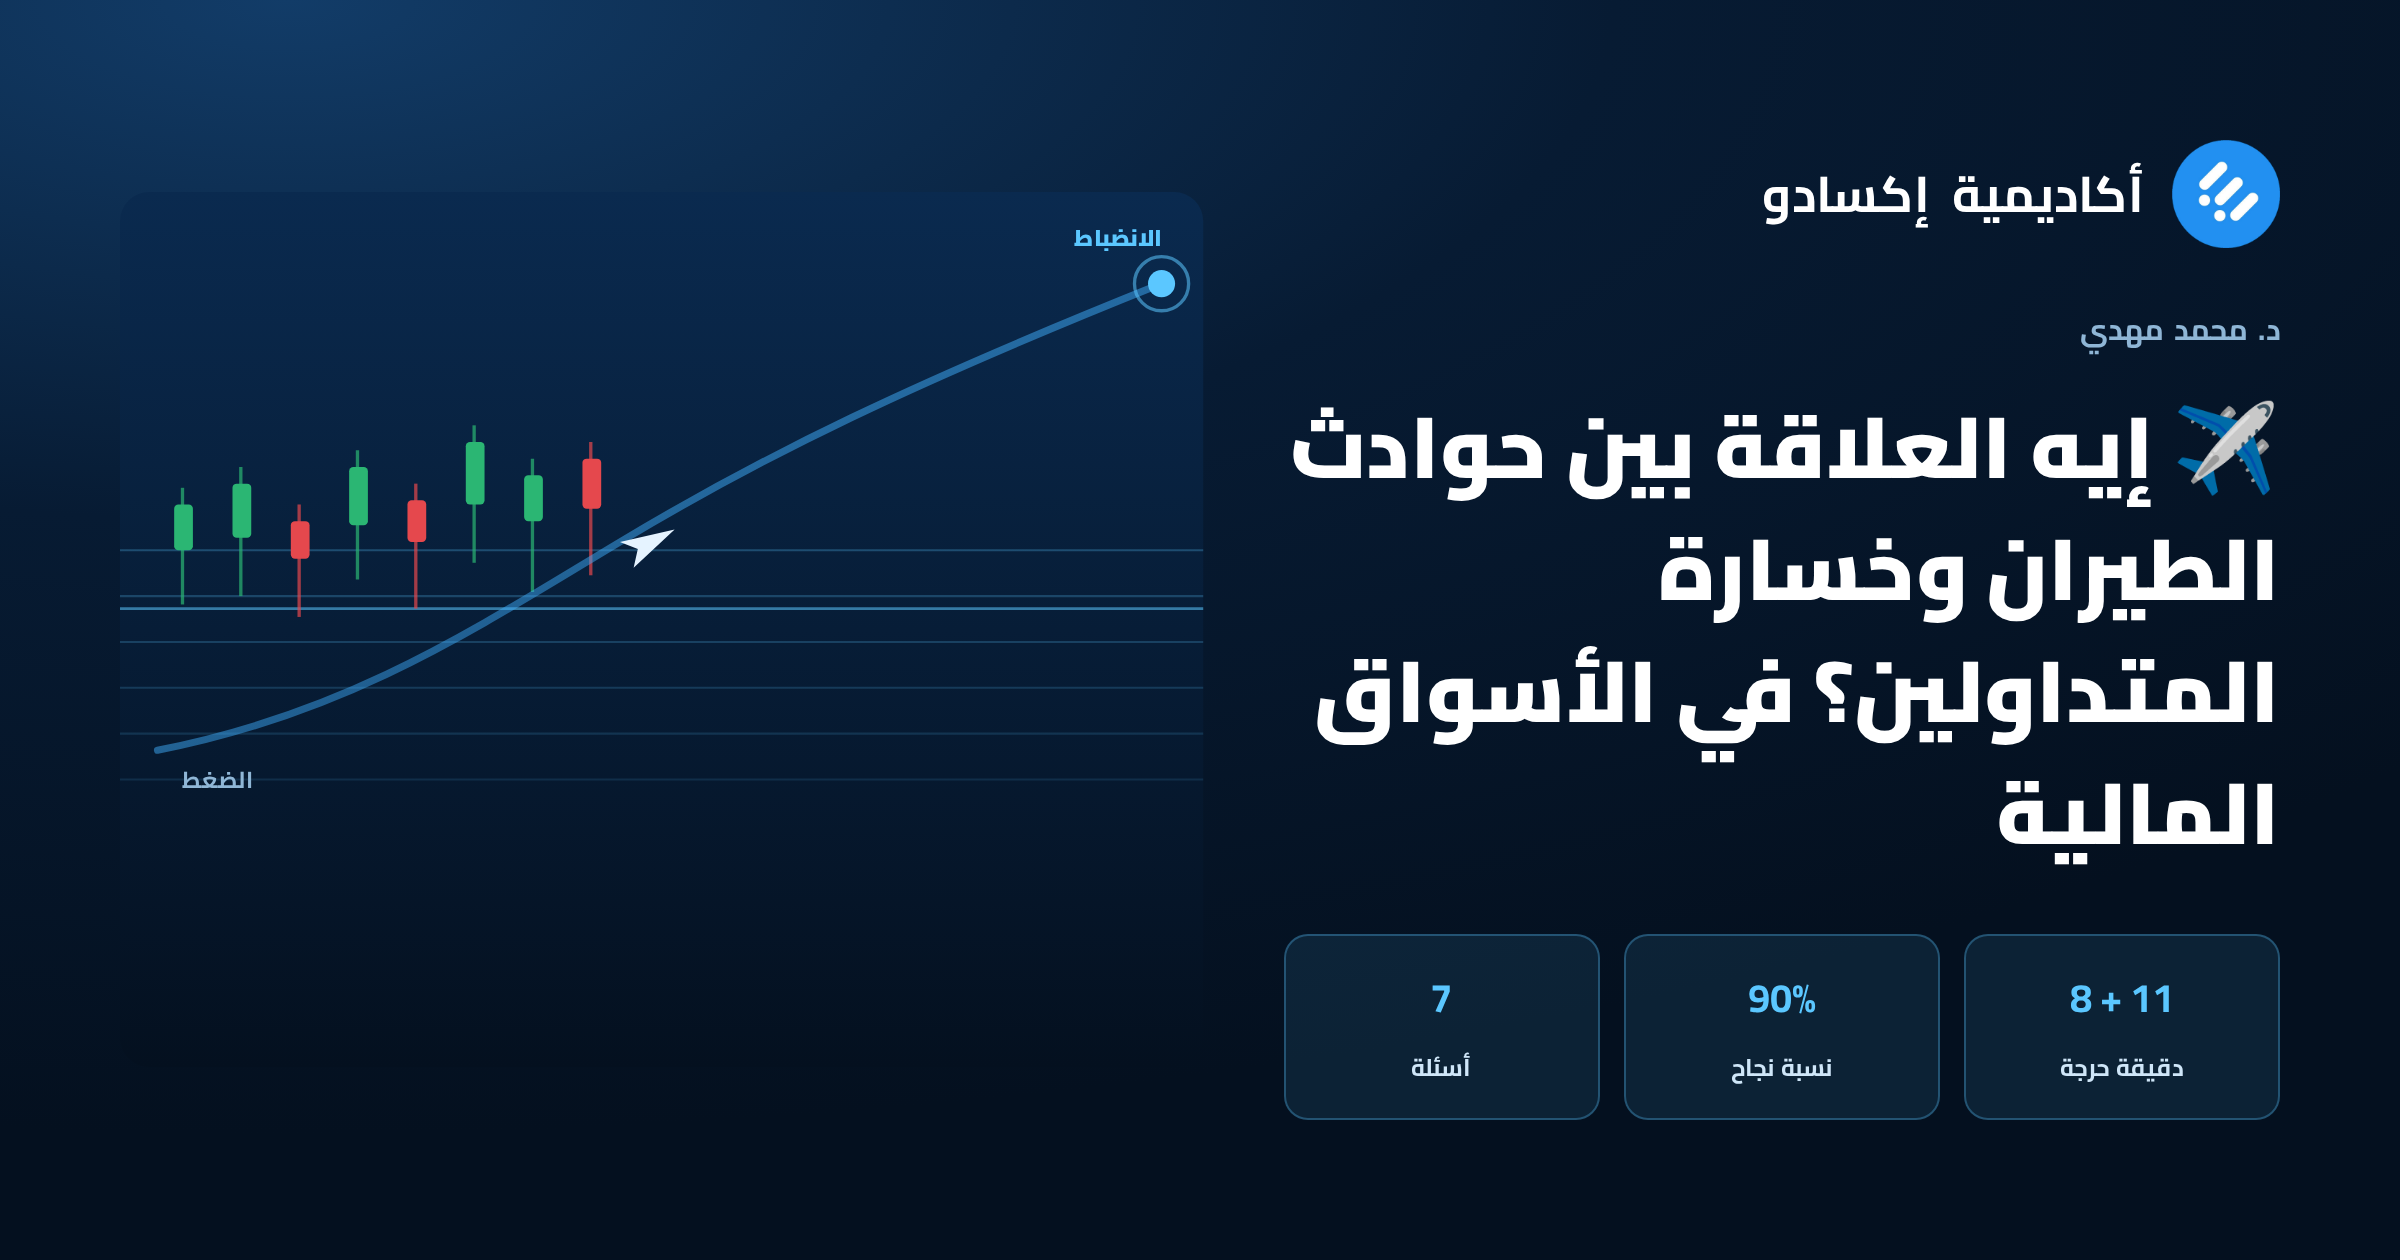 أكاديمية إكسادو
د. محمد مهدي
✈️ إيه العلاقة بين حوادث
الطيران وخسارة
المتداولين؟ في الأسواق
المالية
8 + 11
دقيقة حرجة
90%
نسبة نجاح
7
أسئلة
الانضباط
الضغط